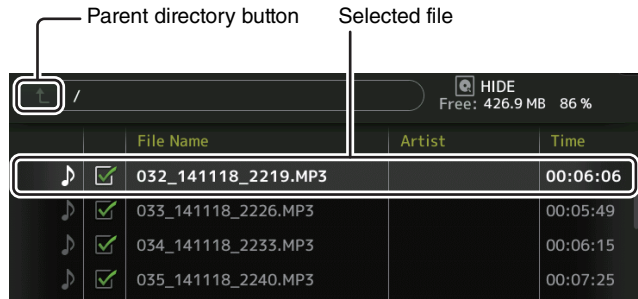 Parent directory button Selected file
/ HIDE
Free: 426.9 MB 86 %
File Name Artist Time
032_141118_2219.MP3 00:06:06
033_141118_2226.MP3 00:05:49
034_141118_2233.MP3 00:06:15
035_141118_2240.MP3 00:07:25